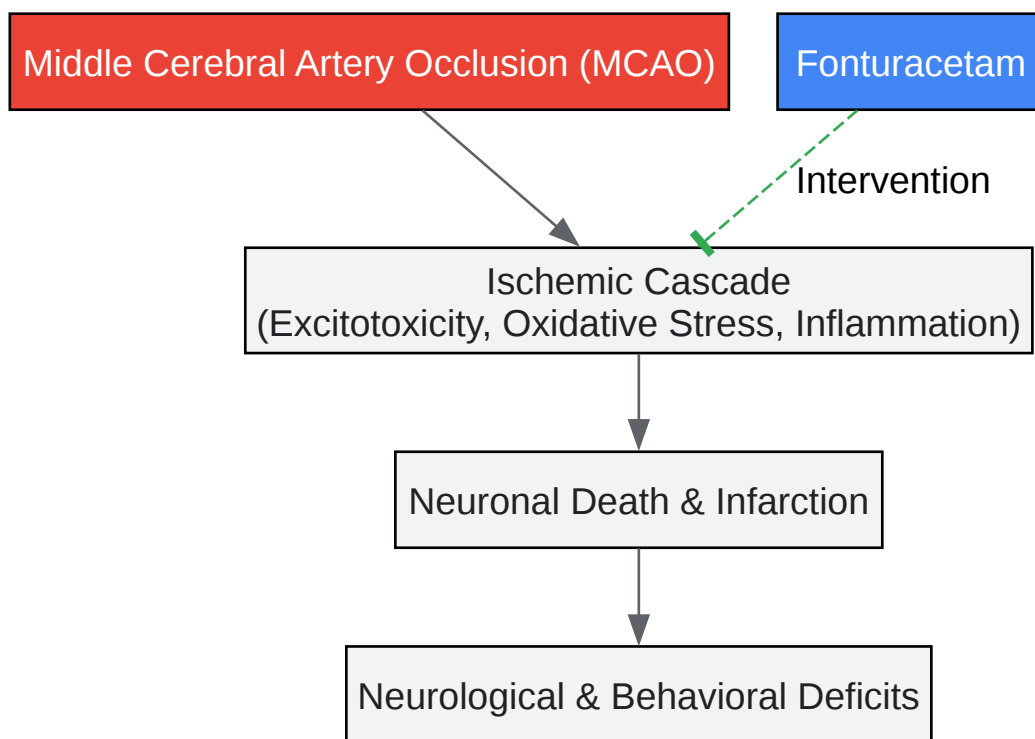 Middle Cerebral Artery Occlusion (MCAO)
Fonturacetam
Intervention
Ischemic Cascade
(Excitotoxicity, Oxidative Stress, Inflammation)
Neuronal Death & Infarction
Neurological & Behavioral Deficits